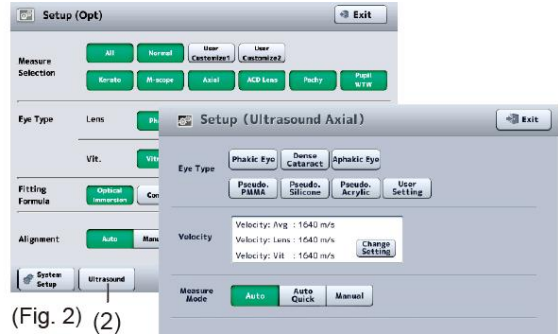 Setup (Opt)
Exit
Measure Selection
All Normal User Customize1 User Customize2
Kerato M-scope Axial ACD Lens Pachy Pupil WTW
Eye Type Lens
Vit.
Fitting Formula
Optical Immersion
Alignment
Auto
System Setup
Ultrasound
(Fig. 2) (2)
Setup (Ultrasound Axial)
Exit
Eye Type
Phakic Eye Dense Cataract Aphakic Eye
Pseudo. PMMA Pseudo. Silicone Pseudo. Acrylic User Setting
Velocity
Velocity: Avg : 1640 m/s
Velocity: Lens : 1640 m/s
Velocity: Vit : 1640 m/s
Change Setting
Measure Mode
Auto Auto Quick Manual